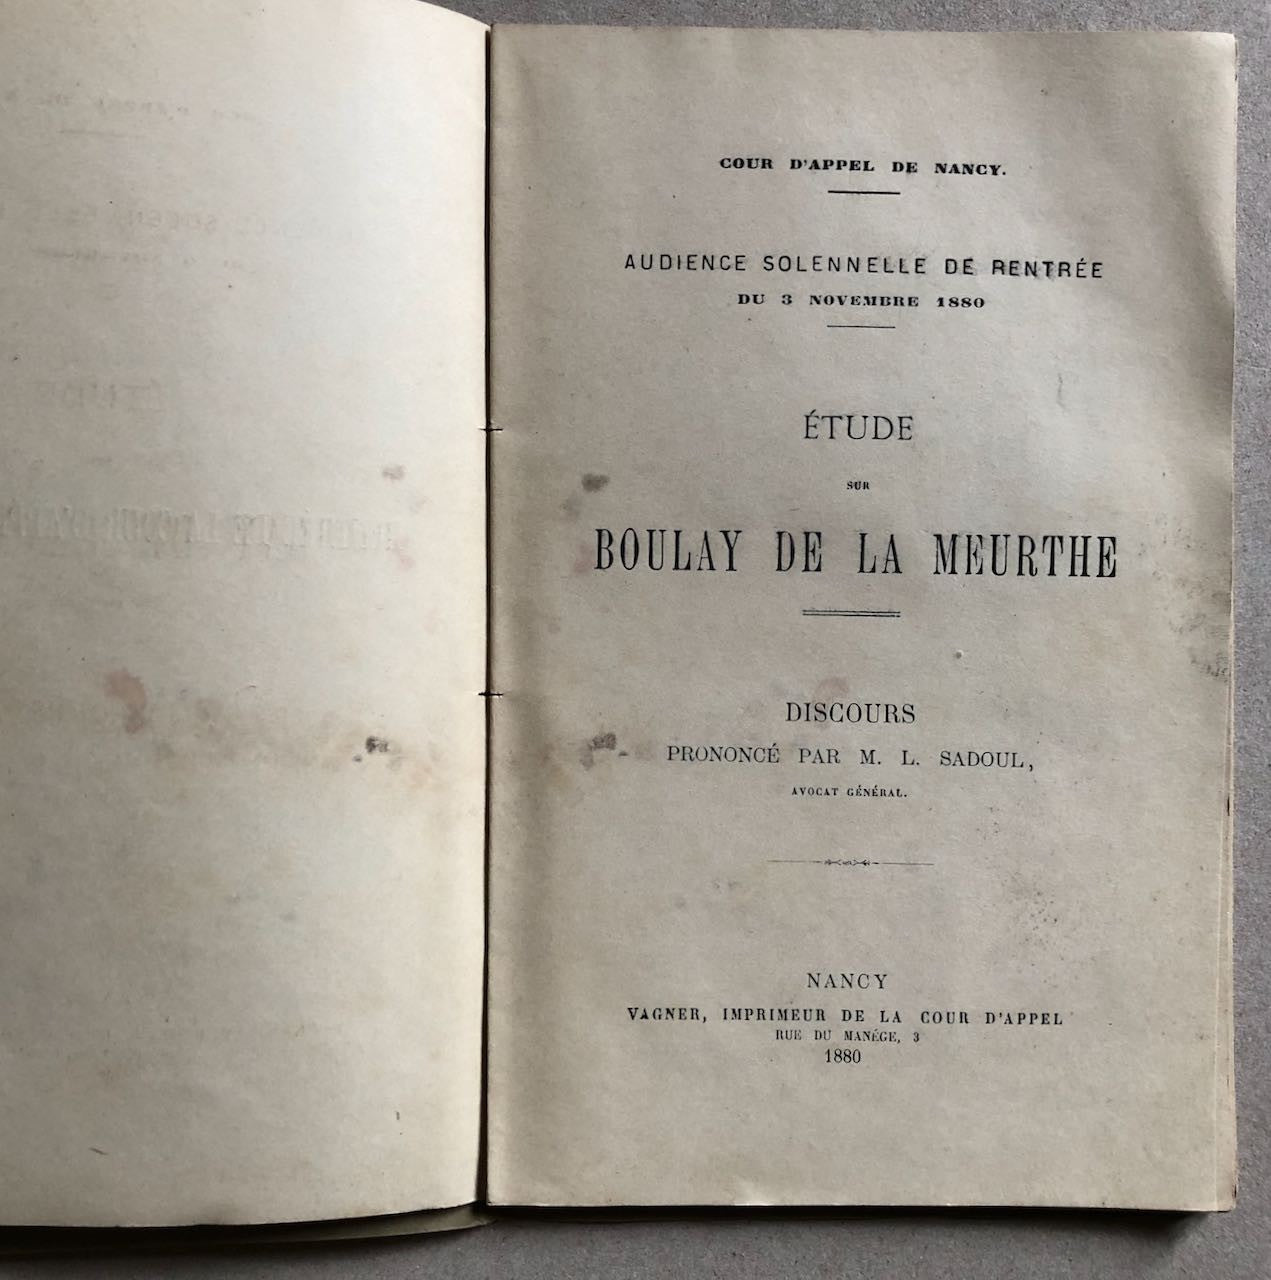 COUR D'APPEL DE NANCY.
AUDIENCE SOLENNELLE DE RENTRÉE
DU 3 NOVEMBRE 1880
ÉTUDE
SUR
BOULAY DE LA MEURTHE
DISCOURS
PRONONCÉ PAR M. L. SADOUL,
AVOCAT GÉNÉRAL.
NANCY
VAGNER, IMPRIMEUR DE LA COUR D'APPEL
RUE DU MANÉGE, 3
1880